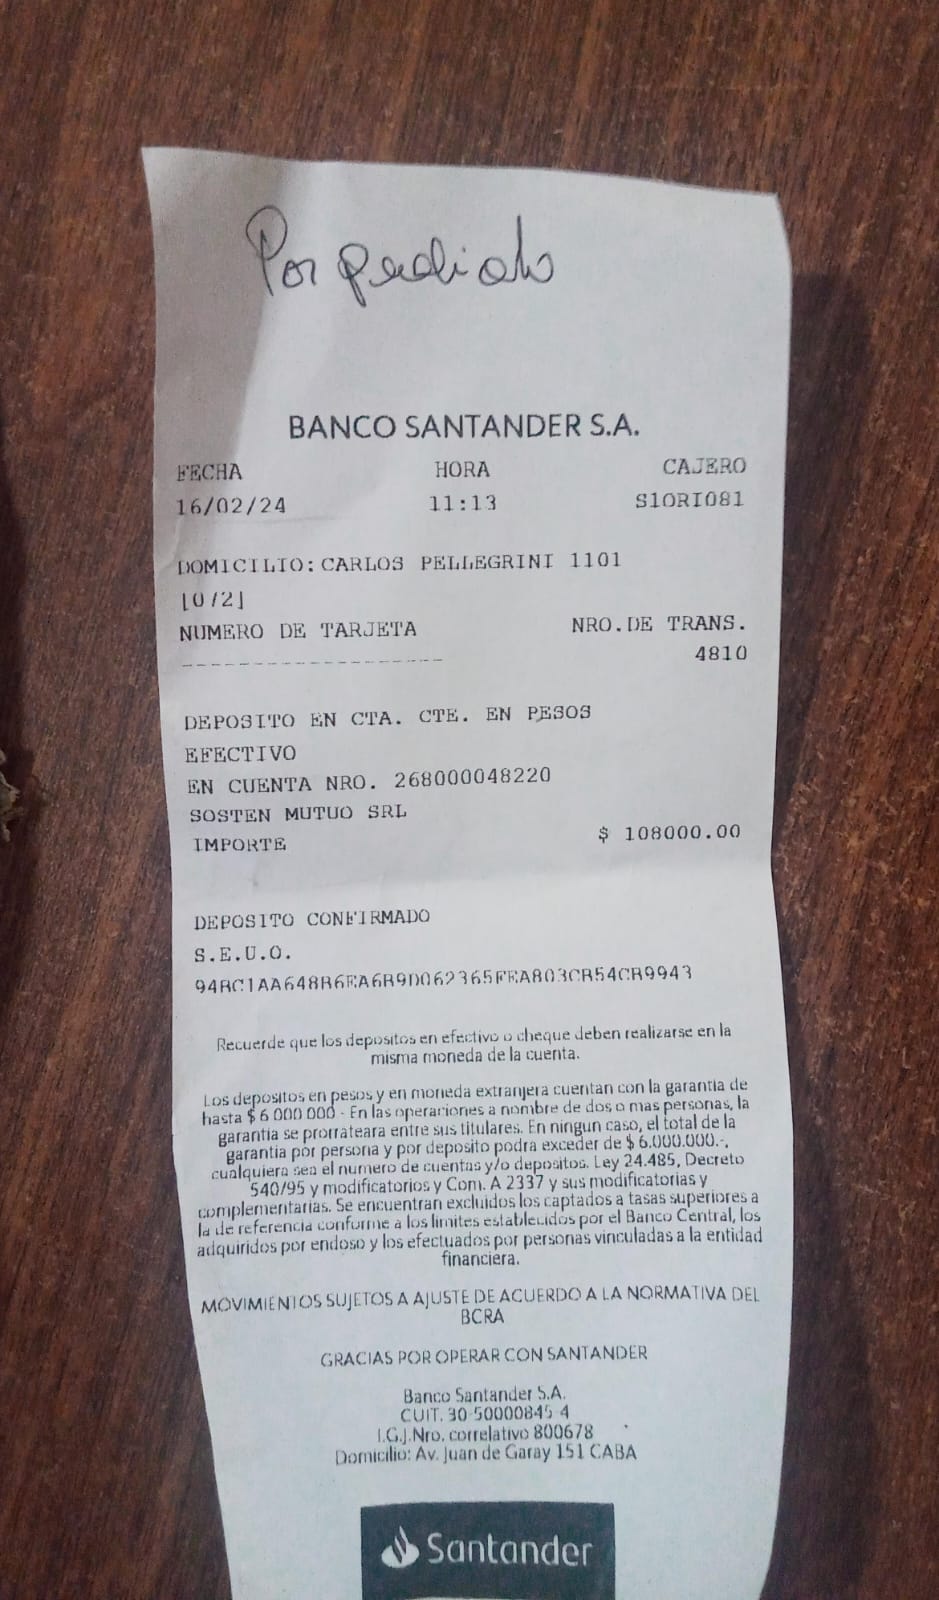 Por pedido
BANCO SANTANDER S.A.
FECHA HORA CAJERO
16/02/24 11:13 S1ORI081
DOMICILIO: CARLOS PELLEGRINI 1101
[0/2]
NUMERO DE TARJETA NRO.DE TRANS.
------------------- 4810
DEPOSITO EN CTA. CTE. EN PESOS
EFECTIVO
EN CUENTA NRO. 268000048220
SOSTEN MUTUO SRL
IMPORTE $ 108000.00
DEPOSITO CONFIRMADO
S.E.U.O.
Recuerde que los depositos en efectivo o cheque deben realizarse en la
misma moneda de la cuenta.
Los depositos en pesos y en moneda extranjera cuentan con la garantia de
hasta $ 6.000.000 - En las operaciones a nombre de dos o mas personas, la
garantia se prorrateara entre sus titulares. En ningun caso, el total de la
garantia por persona y por deposito podra exceder de $ 6.000.000.-,
cualquiera sea el numero de cuentas y/o depositos. Ley 24.485, Decreto
540/95 y modificatorios y Com. A 2337 y sus modificatorias y
complementarias. Se encuentran excluidos los captados a tasas superiores a
la de referencia conforme a los limites establecidos por el Banco Central, los
adquiridos por endoso y los efectuados por personas vinculadas a la entidad
financiera.
MOVIMIENTOS SUJETOS A AJUSTE DE ACUERDO A LA NORMATIVA DEL
BCRA
GRACIAS POR OPERAR CON SANTANDER
Banco Santander S.A.
CUIT. 30-50000845-4
I.G.J.Nro. correlativo 800678
Domicilio: Av. Juan de Garay 151 CABA
Santander